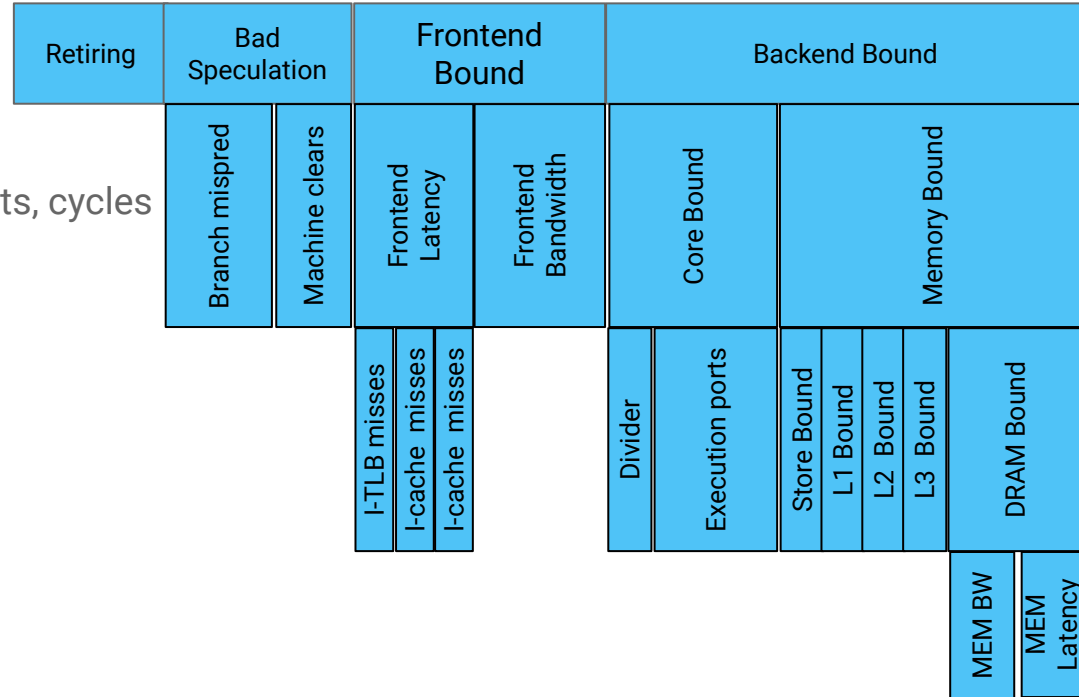 Retiring
Bad
Speculation
Frontend
Bound
Backend Bound
ts, cycles
Branch mispred
Machine clears
Frontend
Latency
Frontend
Bandwidth
Core Bound
Memory Bound
I-TLB misses
I-cache misses
I-cache misses
Divider
Execution ports
Store Bound
L1 Bound
L2 Bound
L3 Bound
DRAM Bound
MEM BW
MEM
Latency